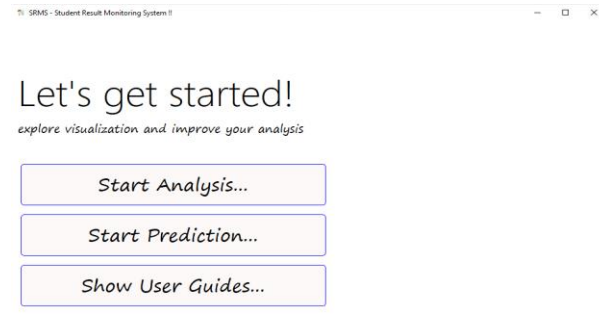 SRMS - Student Result Monitoring System !!
Let's get started!
explore visualization and improve your analysis
Start Analysis...
Start Prediction...
Show User Guides...